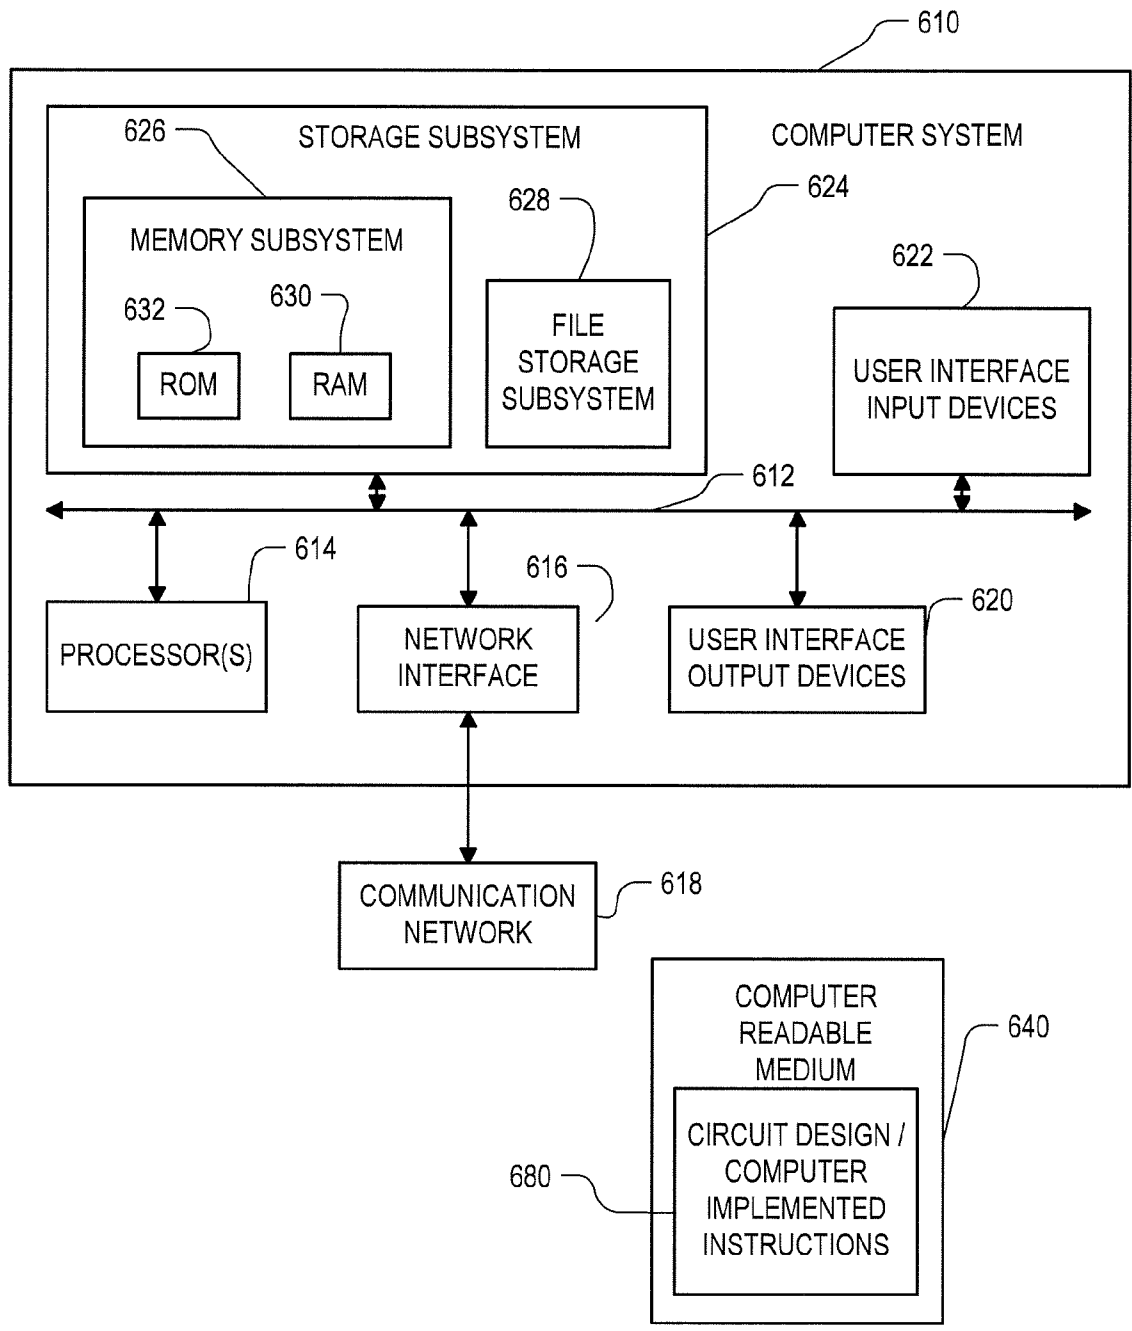 610
COMPUTER SYSTEM
STORAGE SUBSYSTEM
626
624
628
MEMORY SUBSYSTEM
632
630
ROM
RAM
FILE
STORAGE
SUBSYSTEM
622
USER INTERFACE
INPUT DEVICES
612
614
PROCESSOR(S)
616
NETWORK
INTERFACE
620
USER INTERFACE
OUTPUT DEVICES
COMMUNICATION
NETWORK
618
COMPUTER
READABLE
MEDIUM
640
CIRCUIT DESIGN /
COMPUTER
IMPLEMENTED
INSTRUCTIONS
680